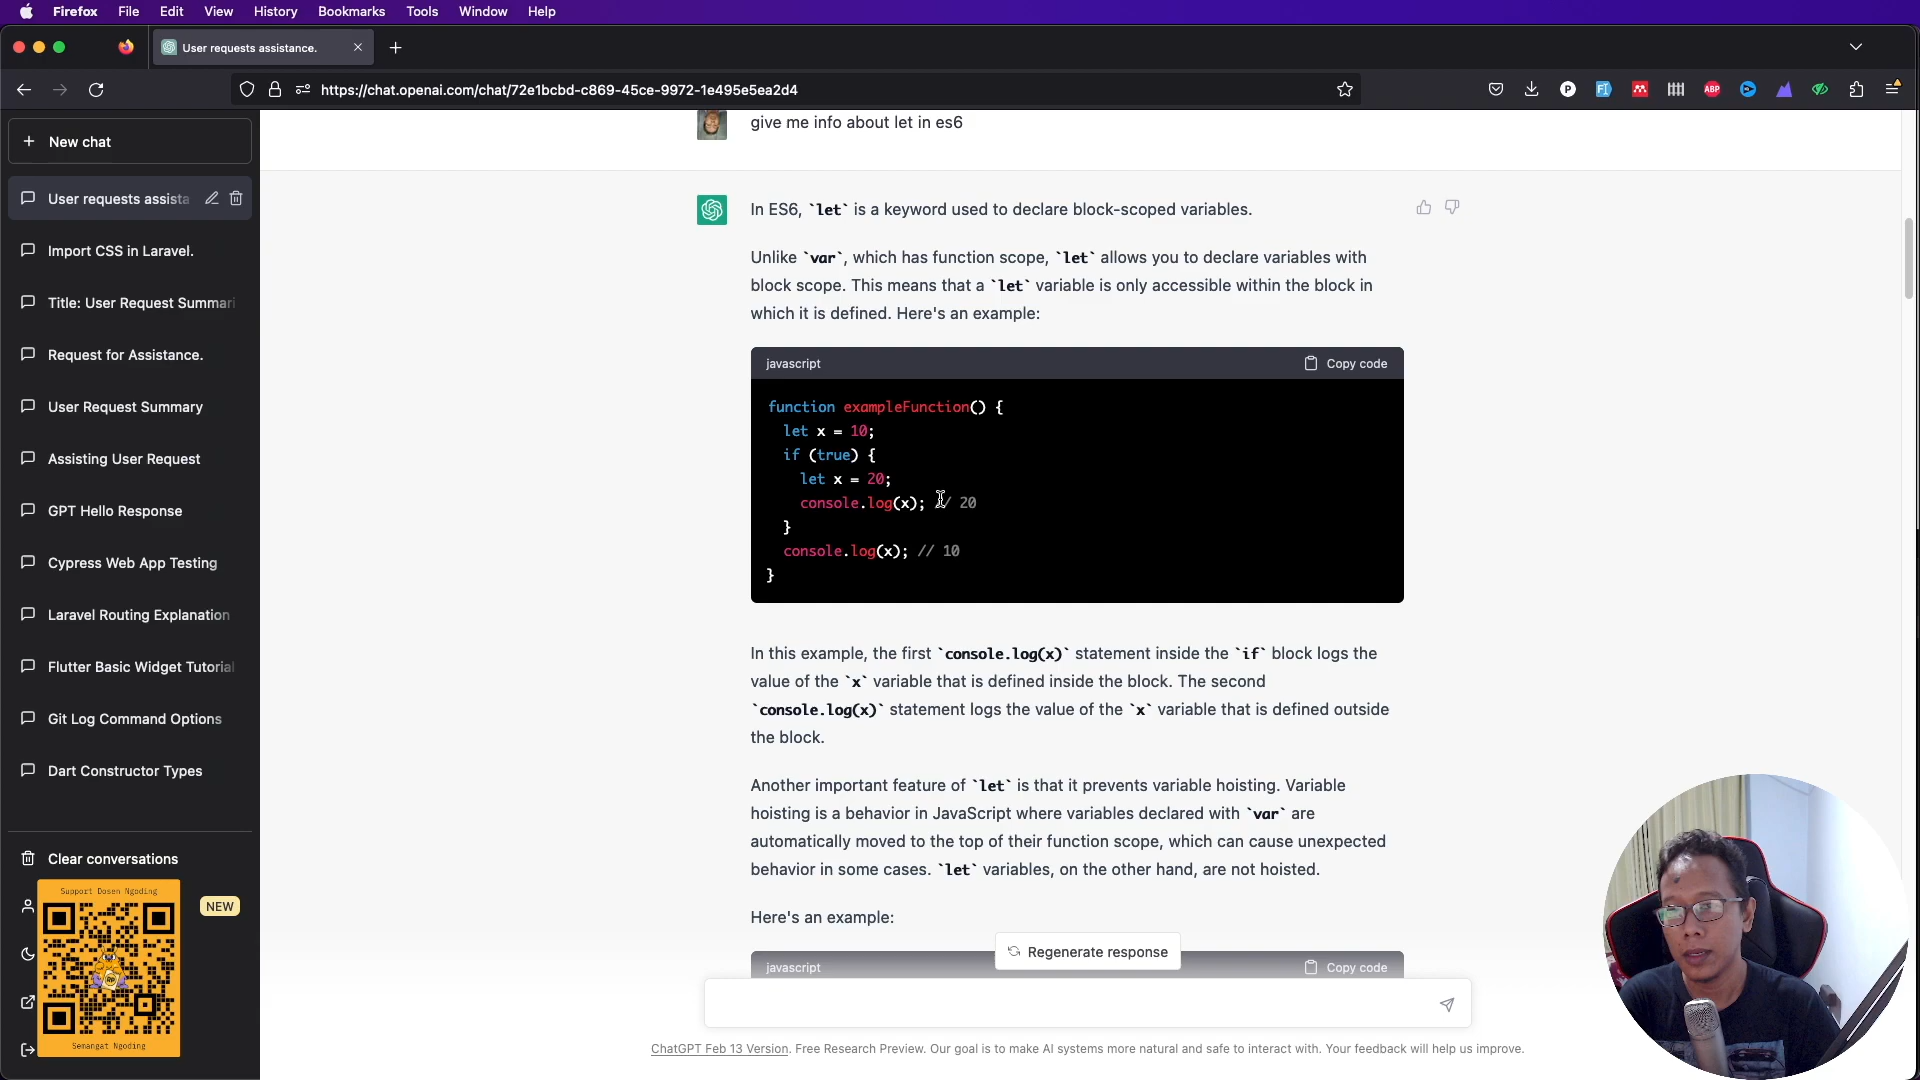 Firefox File Edit View History Bookmarks Tools Window Help
User requests assistance.
https://chat.openai.com/chat/72e1bcbd-c869-45ce-9972-1e495e5ea2d4
P
ABP
New chat
User requests assista
Import CSS in Laravel.
Title: User Request Summari
Request for Assistance.
User Request Summary
Assisting User Request
GPT Hello Response
Cypress Web App Testing
Laravel Routing Explanation
Flutter Basic Widget Tutorial
Git Log Command Options
Dart Constructor Types
Clear conversations
Support Dosen Ngoding
NEW
Semangat Ngoding
give me info about let in es6
In ES6, `let` is a keyword used to declare block-scoped variables.
Unlike `var`, which has function scope, `let` allows you to declare variables with
block scope. This means that a `let` variable is only accessible within the block in
which it is defined. Here's an example:
javascript Copy code
function exampleFunction() {
let x = 10;
if (true) {
let x = 20;
console.log(x); // 20
}
console.log(x); // 10
}
In this example, the first `console.log(x)` statement inside the `if` block logs the
value of the `x` variable that is defined inside the block. The second
`console.log(x)` statement logs the value of the `x` variable that is defined outside
the block.
Another important feature of `let` is that it prevents variable hoisting. Variable
hoisting is a behavior in JavaScript where variables declared with `var` are
automatically moved to the top of their function scope, which can cause unexpected
behavior in some cases. `let` variables, on the other hand, are not hoisted.
Here's an example:
Regenerate response
javascript Copy code
ChatGPT Feb 13 Version. Free Research Preview. Our goal is to make AI systems more natural and safe to interact with. Your feedback will help us improve.